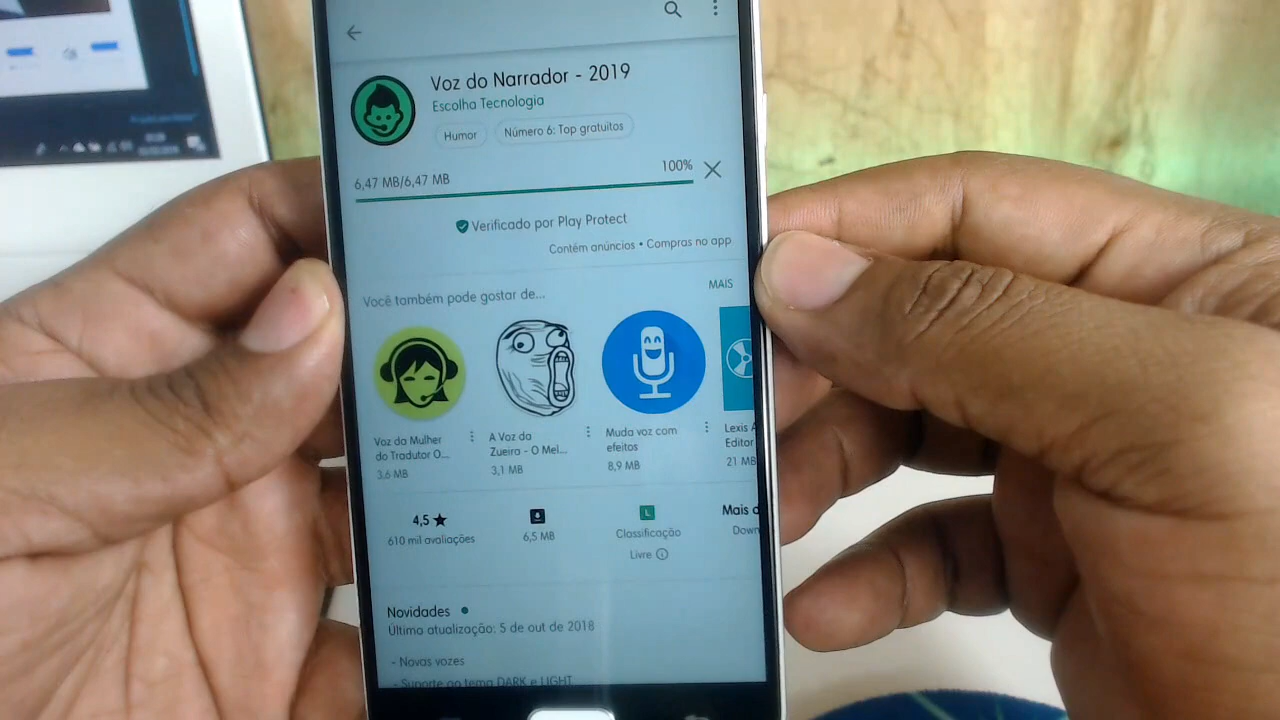 Voz do Narrador - 2019
Escolha Tecnologia
Humor
Número 6: Top gratuitos
6,47 MB/6,47 MB
100%
Verificado por Play Protect
Contém anúncios • Compras no app
Você também pode gostar de...
MAIS
Voz da Mulher
do Tradutor O...
3,6 MB
A Voz da
Zueira - O Mel...
3,1 MB
Muda voz com
efeitos
8,9 MB
Lexis A
Editor
21 MB
4,5 ★
610 mil avaliações
6,5 MB
L
Classificação
Livre
Mais d
Down
Novidades
Última atualização: 5 de out de 2018
- Novas vozes
- Suporte ao tema DARK e LIGHT